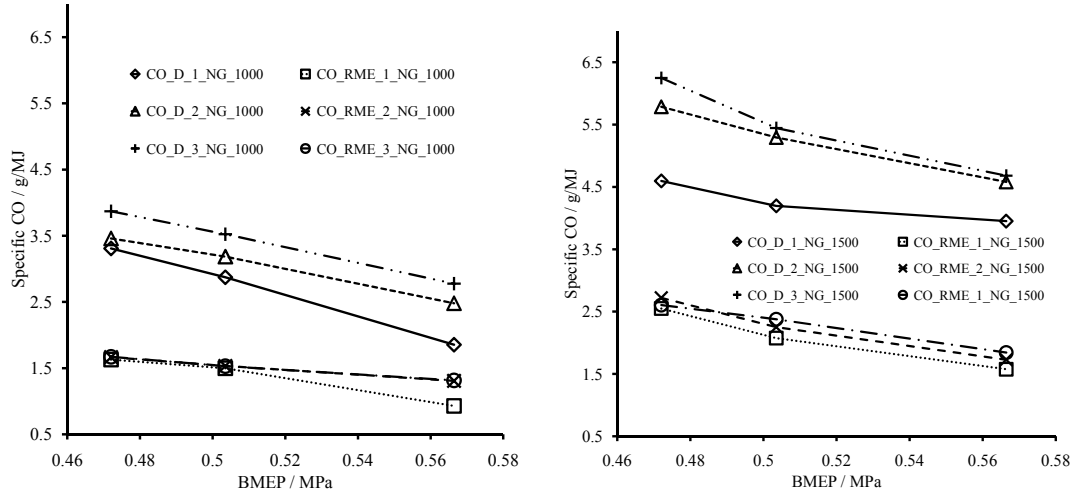 6.5
5.5
4.5
3.5
2.5
1.5
0.5
Specific CO / g/MJ
CO_D_1_NG_1000
CO_RME_1_NG_1000
CO_D_2_NG_1000
CO_RME_2_NG_1000
CO_D_3_NG_1000
CO_RME_3_NG_1000
0.46
0.48
0.5
0.52
0.54
0.56
0.58
BMEP / MPa
6.5
5.5
4.5
3.5
2.5
1.5
0.5
Specific CO / g/MJ
CO_D_1_NG_1500
CO_RME_1_NG_1500
CO_D_2_NG_1500
CO_RME_2_NG_1500
CO_D_3_NG_1500
CO_RME_1_NG_1500
0.46
0.48
0.5
0.52
0.54
0.56
0.58
BMEP / MPa